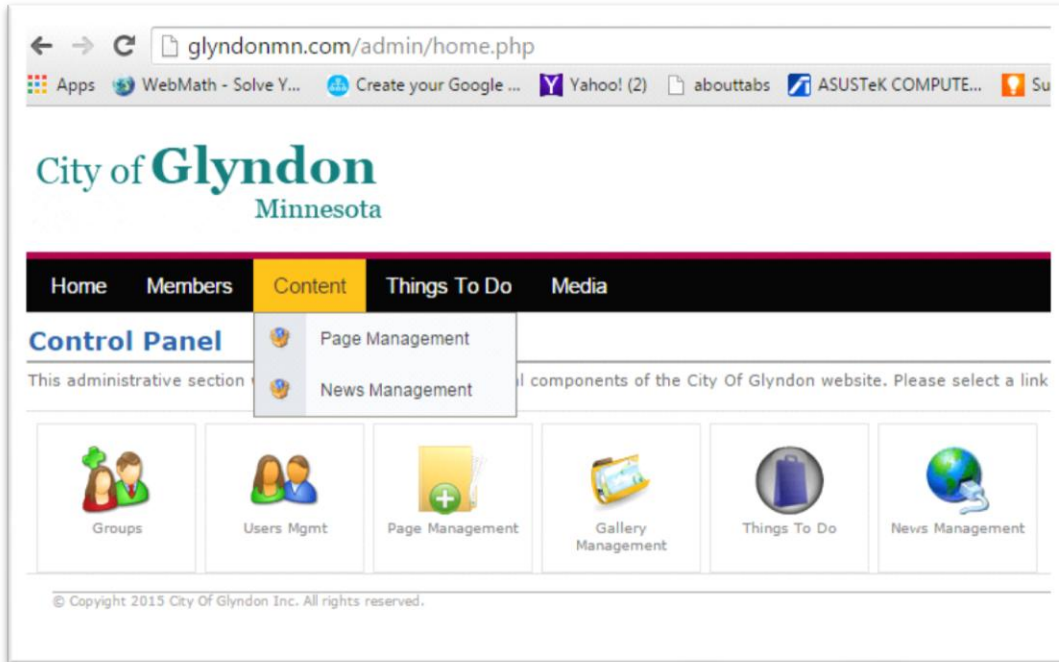 glyndonmn.com/admin/home.php
Apps WebMath - Solve Y... Create your Google ... Yahoo! (2) abouttabs ASUSTeK COMPUTE... Su
City of Glyndon
Minnesota
Home Members Content Things To Do Media
Page Management
News Management
Control Panel
This administrative section l components of the City Of Glyndon website. Please select a link
Groups Users Mgmt Page Management Gallery Management Things To Do News Management
© Copyright 2015 City Of Glyndon Inc. All rights reserved.